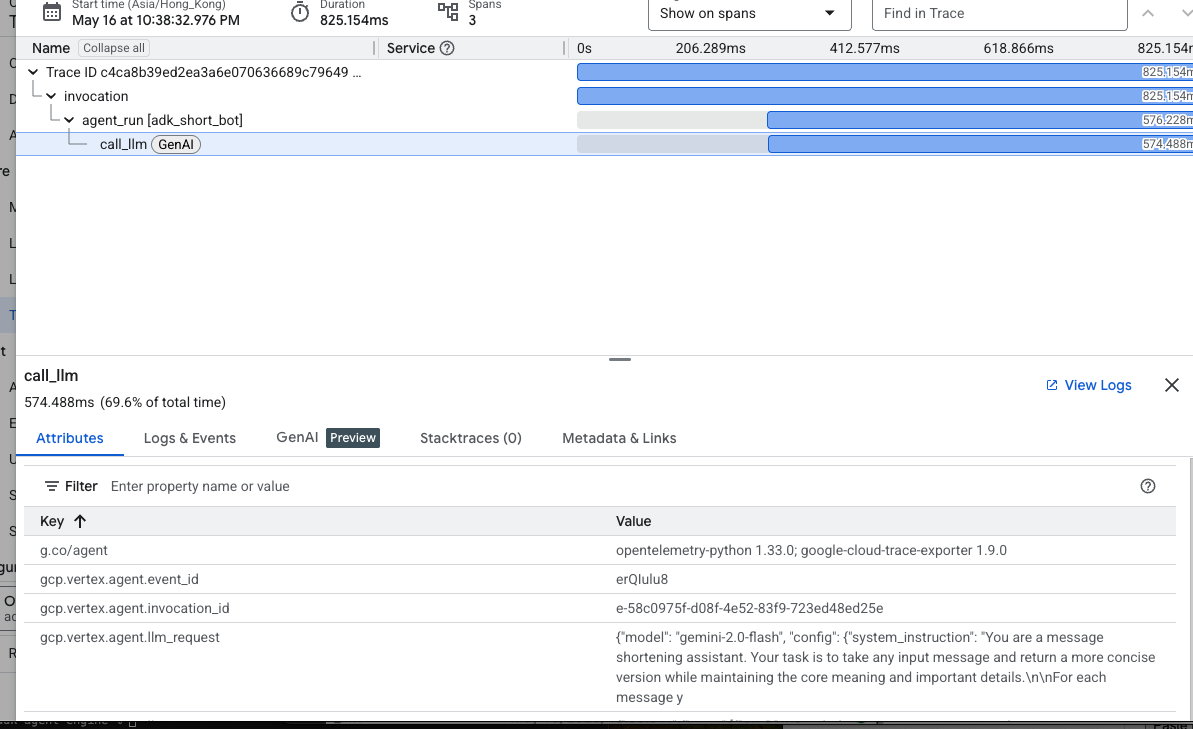 Start time (Asia/Hong_Kong)
May 16 at 10:38:32.976 PM
Duration
825.154ms
Spans
3
Show on spans
Find in Trace
Name Collapse all Service 0s 206.289ms 412.577ms 618.866ms 825.154m
Trace ID c4ca8b39ed2ea3a6e070636689c79649 ... 825.154m
invocation 825.154m
agent_run [adk_short_bot] 576.228m
call_llm GenAI 574.488m
call_llm
574.488ms (69.6% of total time)
View Logs
Attributes Logs & Events GenAI Preview Stacktraces (0) Metadata & Links
Filter Enter property name or value
Key Value
g.co/agent opentelemetry-python 1.33.0; google-cloud-trace-exporter 1.9.0
gcp.vertex.agent.event_id erQIulu8
gcp.vertex.agent.invocation_id e-58c0975f-d08f-4e52-83f9-723ed48ed25e
gcp.vertex.agent.llm_request {"model": "gemini-2.0-flash", "config": {"system_instruction": "You are a message
shortening assistant. Your task is to take any input message and return a more concise
version while maintaining the core meaning and important details.\n\nFor each
message y